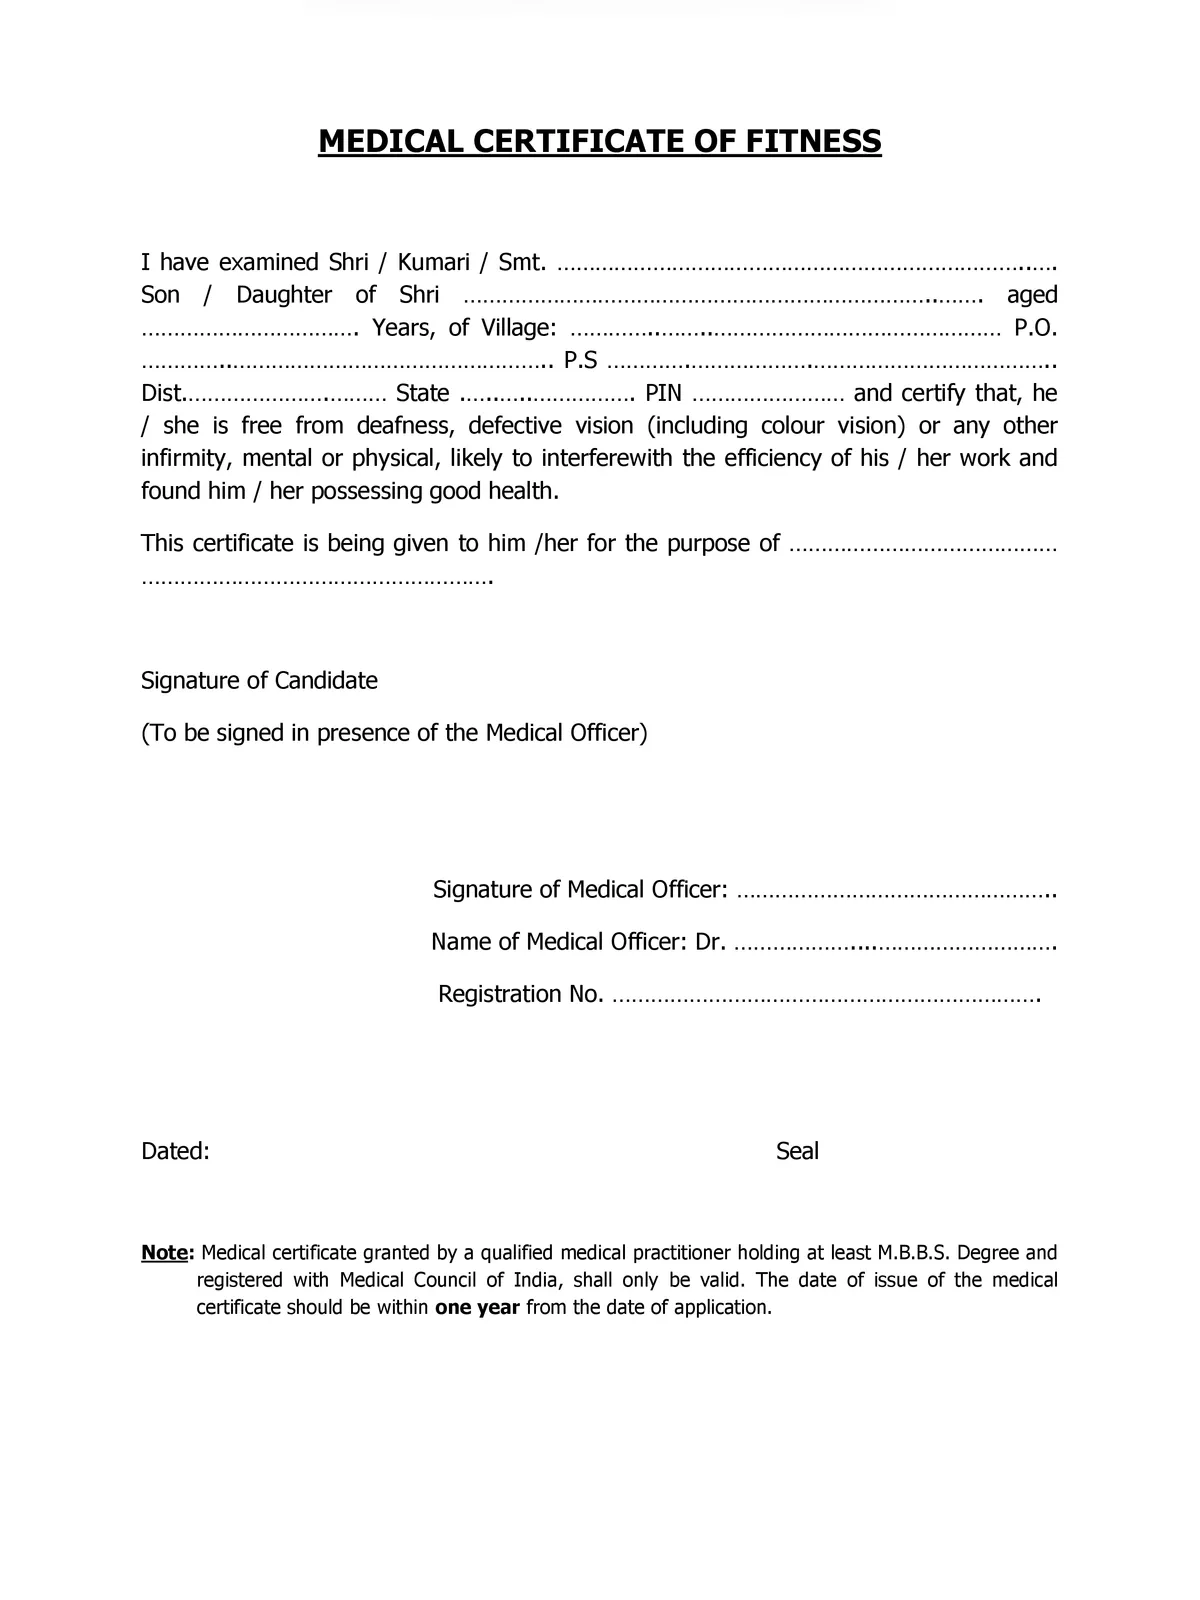 MEDICAL CERTIFICATE OF FITNESS
I have examined Shri / Kumari / Smt. ………………………………………………………………..….
Son / Daughter of Shri ………………………………………………………………..……. aged
……………………………. Years, of Village: …………..……..……………………………………… P.O.
…………..………………………………………….. P.S ………….……………….………………………………..
Dist.………………….……… State ….…..……………. PIN …………………… and certify that, he
/ she is free from deafness, defective vision (including colour vision) or any other
infirmity, mental or physical, likely to interferewith the efficiency of his / her work and
found him / her possessing good health.
This certificate is being given to him /her for the purpose of ……………………………………
……………………………………………….
Signature of Candidate
(To be signed in presence of the Medical Officer)
Signature of Medical Officer: …………………………………………..
Name of Medical Officer: Dr. ………………....……………………….
Registration No. ………………………………………………………….
Dated: Seal
Note: Medical certificate granted by a qualified medical practitioner holding at least M.B.B.S. Degree and
registered with Medical Council of India, shall only be valid. The date of issue of the medical
certificate should be within one year from the date of application.